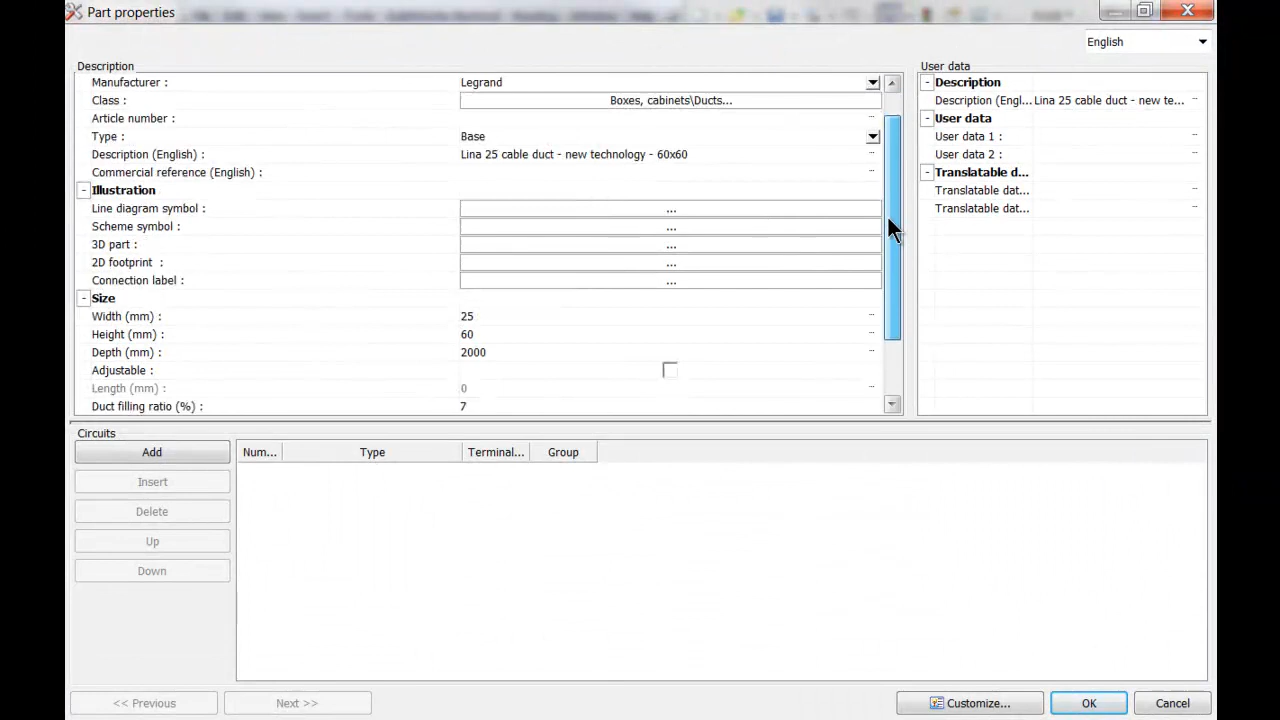 Part properties
English
Description
Manufacturer : Legrand
Class : Boxes, cabinets\Ducts...
Article number :
Type : Base
Description (English) : Lina 25 cable duct - new technology - 60x60
Commercial reference (English) :
Illustration
Line diagram symbol : ...
Scheme symbol : ...
3D part : ...
2D footprint : ...
Connection label : ...
Size
Width (mm) : 25
Height (mm) : 60
Depth (mm) : 2000
Adjustable :
Length (mm) : 0
Duct filling ratio (%) : 7
User data
Description
Description (Engl... Lina 25 cable duct - new te...
User data
User data 1 :
User data 2 :
Translatable d...
Translatable dat...
Translatable dat...
Circuits
Add
Insert
Delete
Up
Down
Num... Type Terminal... Group
<< Previous Next >> Customize... OK Cancel